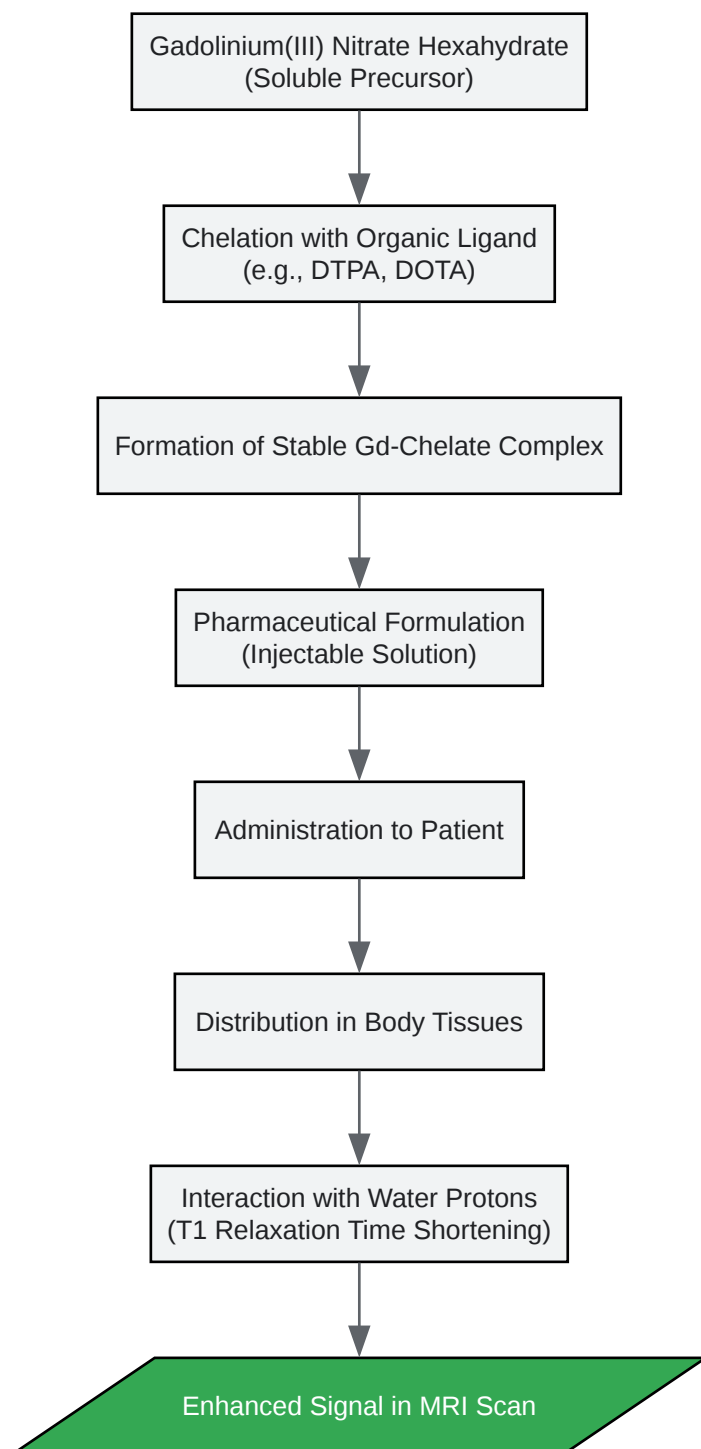 Gadolinium(III) Nitrate Hexahydrate
(Soluble Precursor)
Chelation with Organic Ligand
(e.g., DTPA, DOTA)
Formation of Stable Gd-Chelate Complex
Pharmaceutical Formulation
(Injectable Solution)
Administration to Patient
Distribution in Body Tissues
Interaction with Water Protons
(T1 Relaxation Time Shortening)
Enhanced Signal in MRI Scan